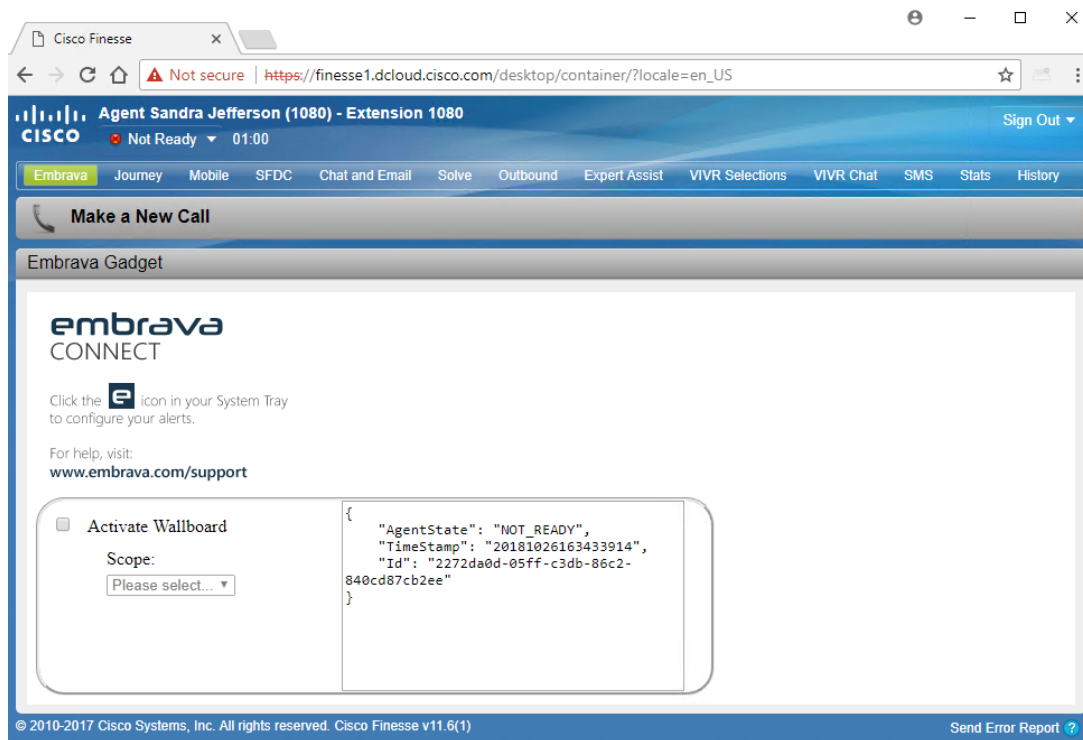 Cisco Finesse
Not secure | https://finesse1.dcloud.cisco.com/desktop/container/?locale=en_US
CISCO
Agent Sandra Jefferson (1080) - Extension 1080
Not Ready 01:00
Sign Out
Embrava Journey Mobile SFDC Chat and Email Solve Outbound Expert Assist VIVR Selections VIVR Chat SMS Stats History
Make a New Call
Embrava Gadget
embrava
CONNECT
Click the e icon in your System Tray
to configure your alerts.
For help, visit:
www.embrava.com/support
Activate Wallboard
Scope:
Please select...
{
"AgentState": "NOT_READY",
"TimeStamp": "20181026163433914",
"Id": "2272da0d-05ff-c3db-86c2-
840cd87cb2ee"
}
© 2010-2017 Cisco Systems, Inc. All rights reserved. Cisco Finesse v11.6(1)
Send Error Report ?